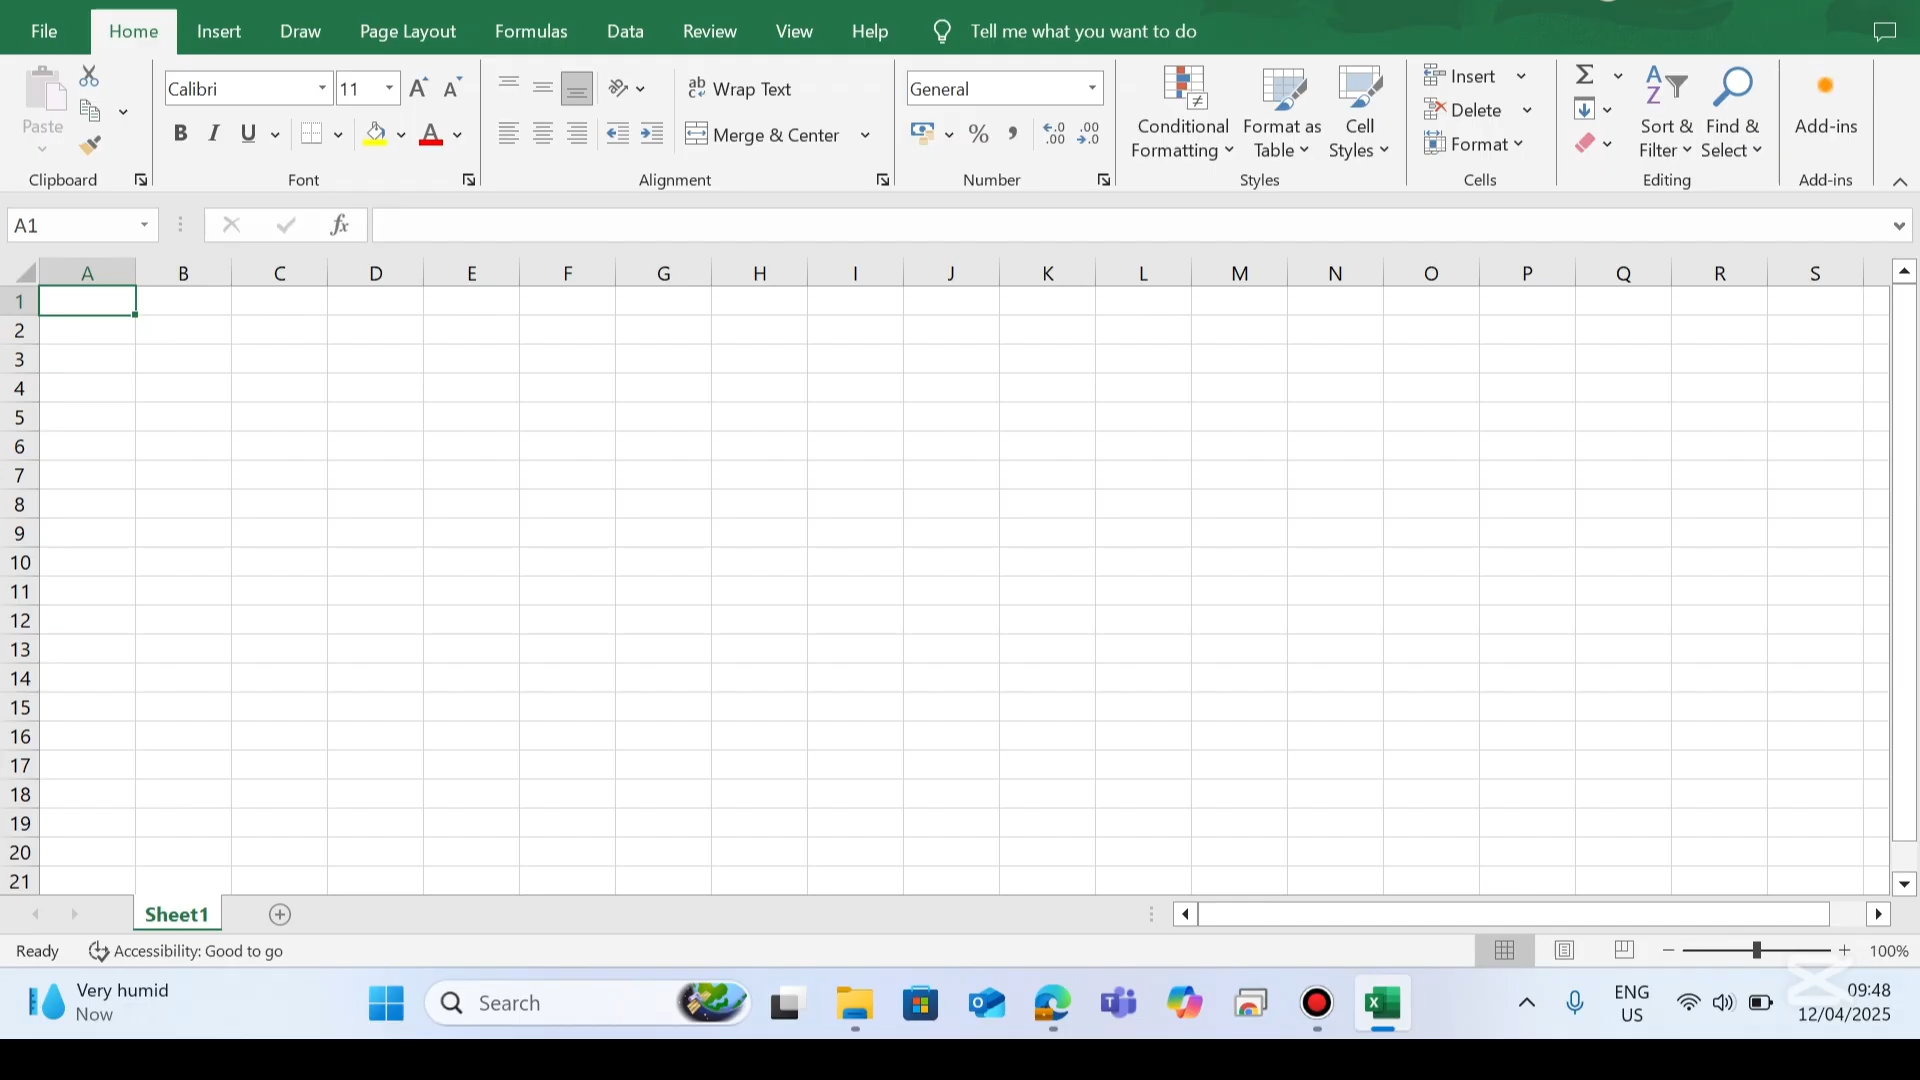 File Home Insert Draw Page Layout Formulas Data Review View Help Tell me what you want to do
Paste
Clipboard
Calibri 11
B I U A
Font
Wrap Text
Merge & Center
Alignment
General
% , .00 .00
Number
Conditional Formatting
Format as Table
Cell Styles
Styles
Insert
Delete
Format
Cells
Sort & Filter
Find & Select
Editing
Add-ins
Add-ins
A1 fx
A B C D E F G H I J K L M N O P Q R S
1
2
3
4
5
6
7
8
9
10
11
12
13
14
15
16
17
18
19
20
21
Sheet1
Ready Accessibility: Good to go 100%
Very humid
Now
Search
ENG
US
09:48
12/04/2025